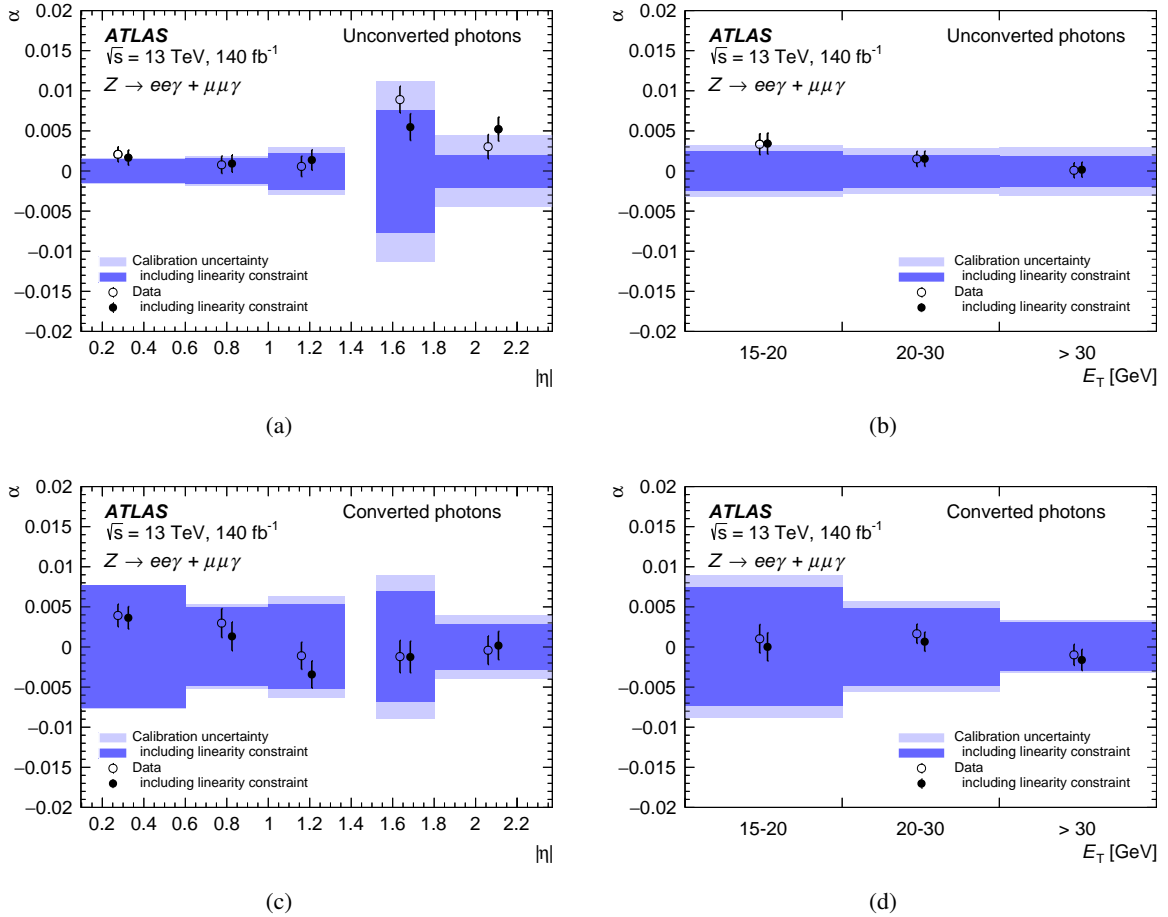 α
0.02
0.015
0.01
0.005
0
−0.005
−0.01
−0.015
−0.02
ATLAS
Unconverted photons
√s = 13 TeV, 140 fb⁻¹
Z → eeγ + μμγ
Calibration uncertainty
including linearity constraint
Data
including linearity constraint
0.2 0.4 0.6 0.8 1 1.2 1.4 1.6 1.8 2 2.2
|η|
(a)
α
0.02
0.015
0.01
0.005
0
−0.005
−0.01
−0.015
−0.02
ATLAS
Unconverted photons
√s = 13 TeV, 140 fb⁻¹
Z → eeγ + μμγ
Calibration uncertainty
including linearity constraint
Data
including linearity constraint
15-20 20-30 > 30
E_T [GeV]
(b)
α
0.02
0.015
0.01
0.005
0
−0.005
−0.01
−0.015
−0.02
ATLAS
Converted photons
√s = 13 TeV, 140 fb⁻¹
Z → eeγ + μμγ
Calibration uncertainty
including linearity constraint
Data
including linearity constraint
0.2 0.4 0.6 0.8 1 1.2 1.4 1.6 1.8 2 2.2
|η|
(c)
α
0.02
0.015
0.01
0.005
0
−0.005
−0.01
−0.015
−0.02
ATLAS
Converted photons
√s = 13 TeV, 140 fb⁻¹
Z → eeγ + μμγ
Calibration uncertainty
including linearity constraint
Data
including linearity constraint
15-20 20-30 > 30
E_T [GeV]
(d)